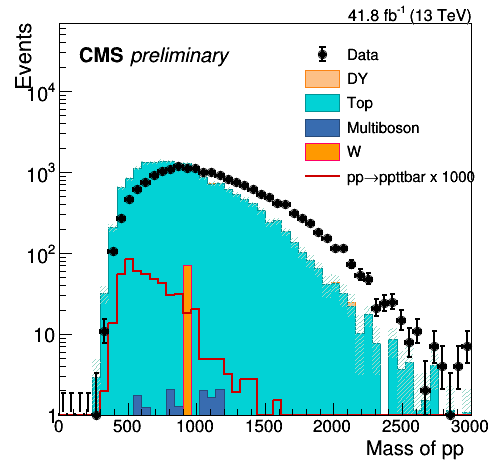 41.8 fb⁻¹ (13 TeV)
Events
CMS preliminary
Data
DY
Top
Multiboson
W
pp→ppttbar x 1000
10⁴
10³
10²
10
1
0 500 1000 1500 2000 2500 3000
Mass of pp